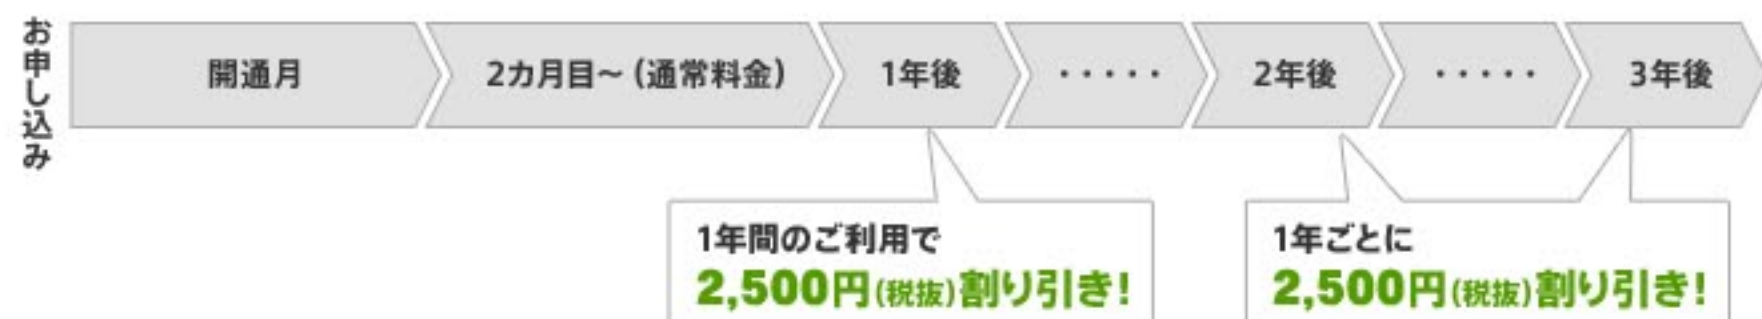 お申し込み
開通月
2カ月目～（通常料金）
1年後
・・・・・
2年後
・・・・・
3年後
1年間のご利用で
2,500円(税抜)割り引き!
1年ごとに
2,500円(税抜)割り引き!